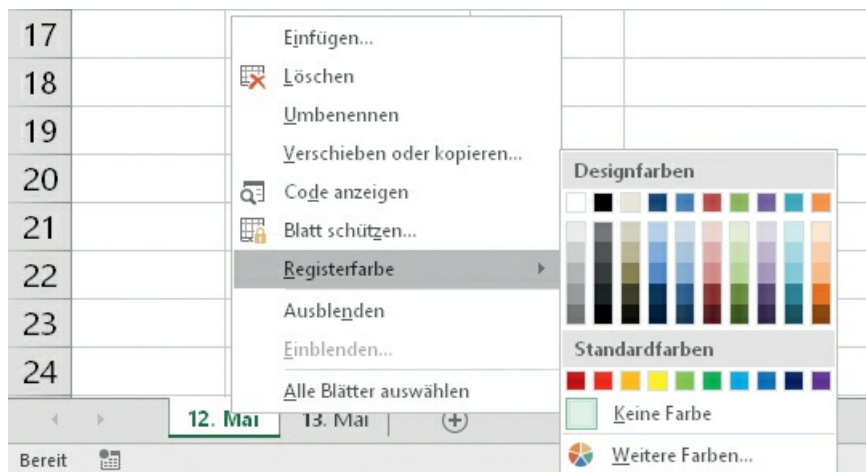 17
18
19
20
21
22
23
24
Einfügen...
Löschen
Umbenennen
Verschieben oder kopieren...
Code anzeigen
Blatt schützen...
Registerfarbe
Ausblenden
Einblenden...
Alle Blätter auswählen
Designfarben
Standardfarben
Keine Farbe
Weitere Farben...
12. Mai 13. Mai
Bereit